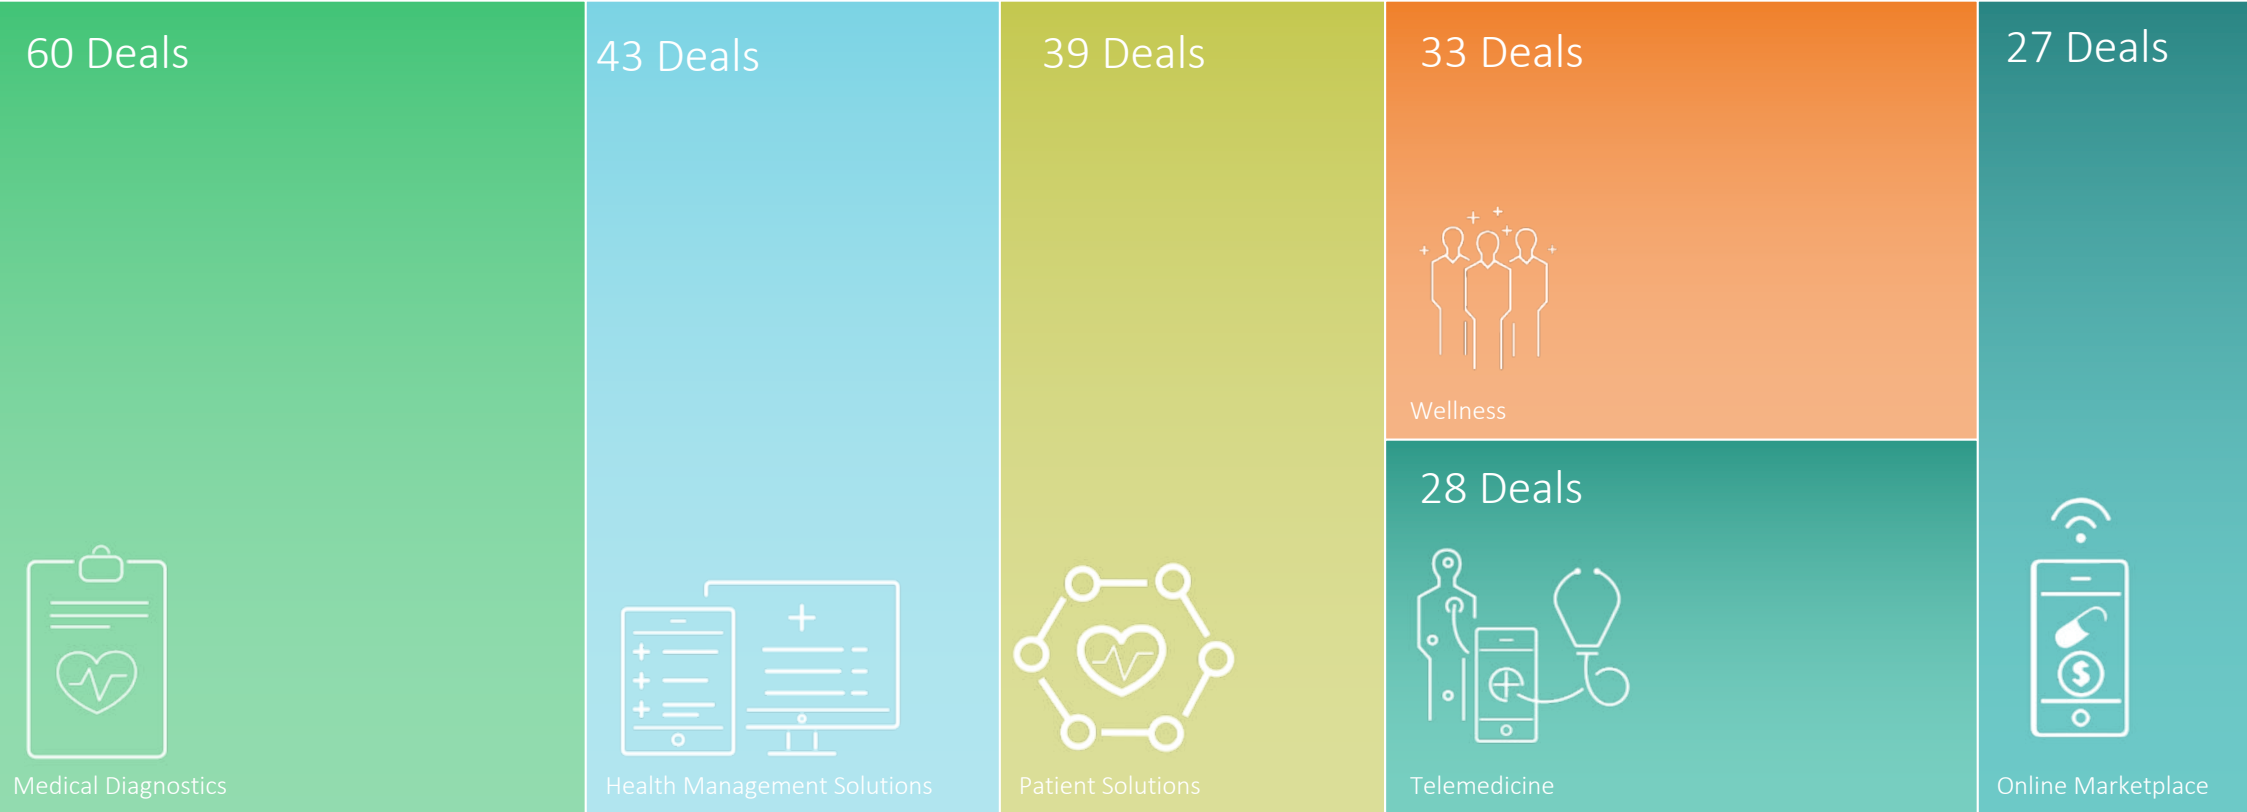 60 Deals
Medical Diagnostics
43 Deals
Health Management Solutions
39 Deals
Patient Solutions
33 Deals
Wellness
28 Deals
Telemedicine
27 Deals
$
Online Marketplace